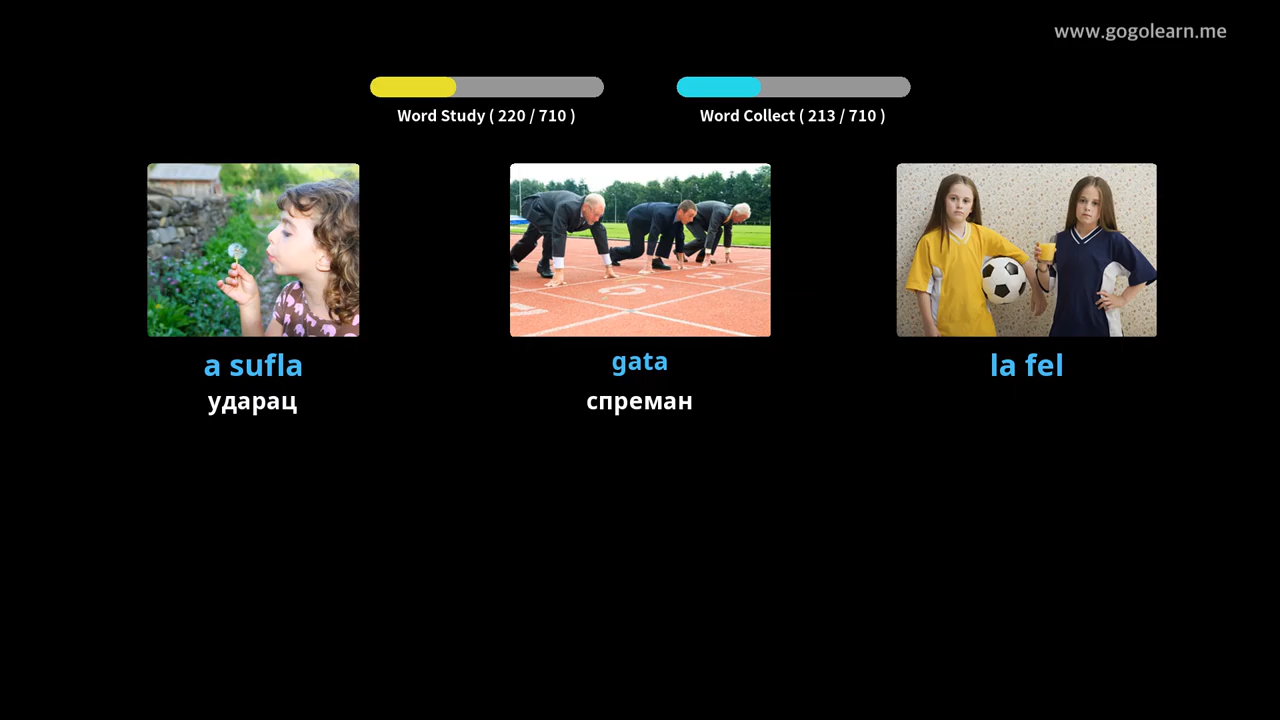 www.gogolearn.me
Word Study ( 220 / 710 )
Word Collect ( 213 / 710 )
a sufla
ударац
gata
спреман
la fel